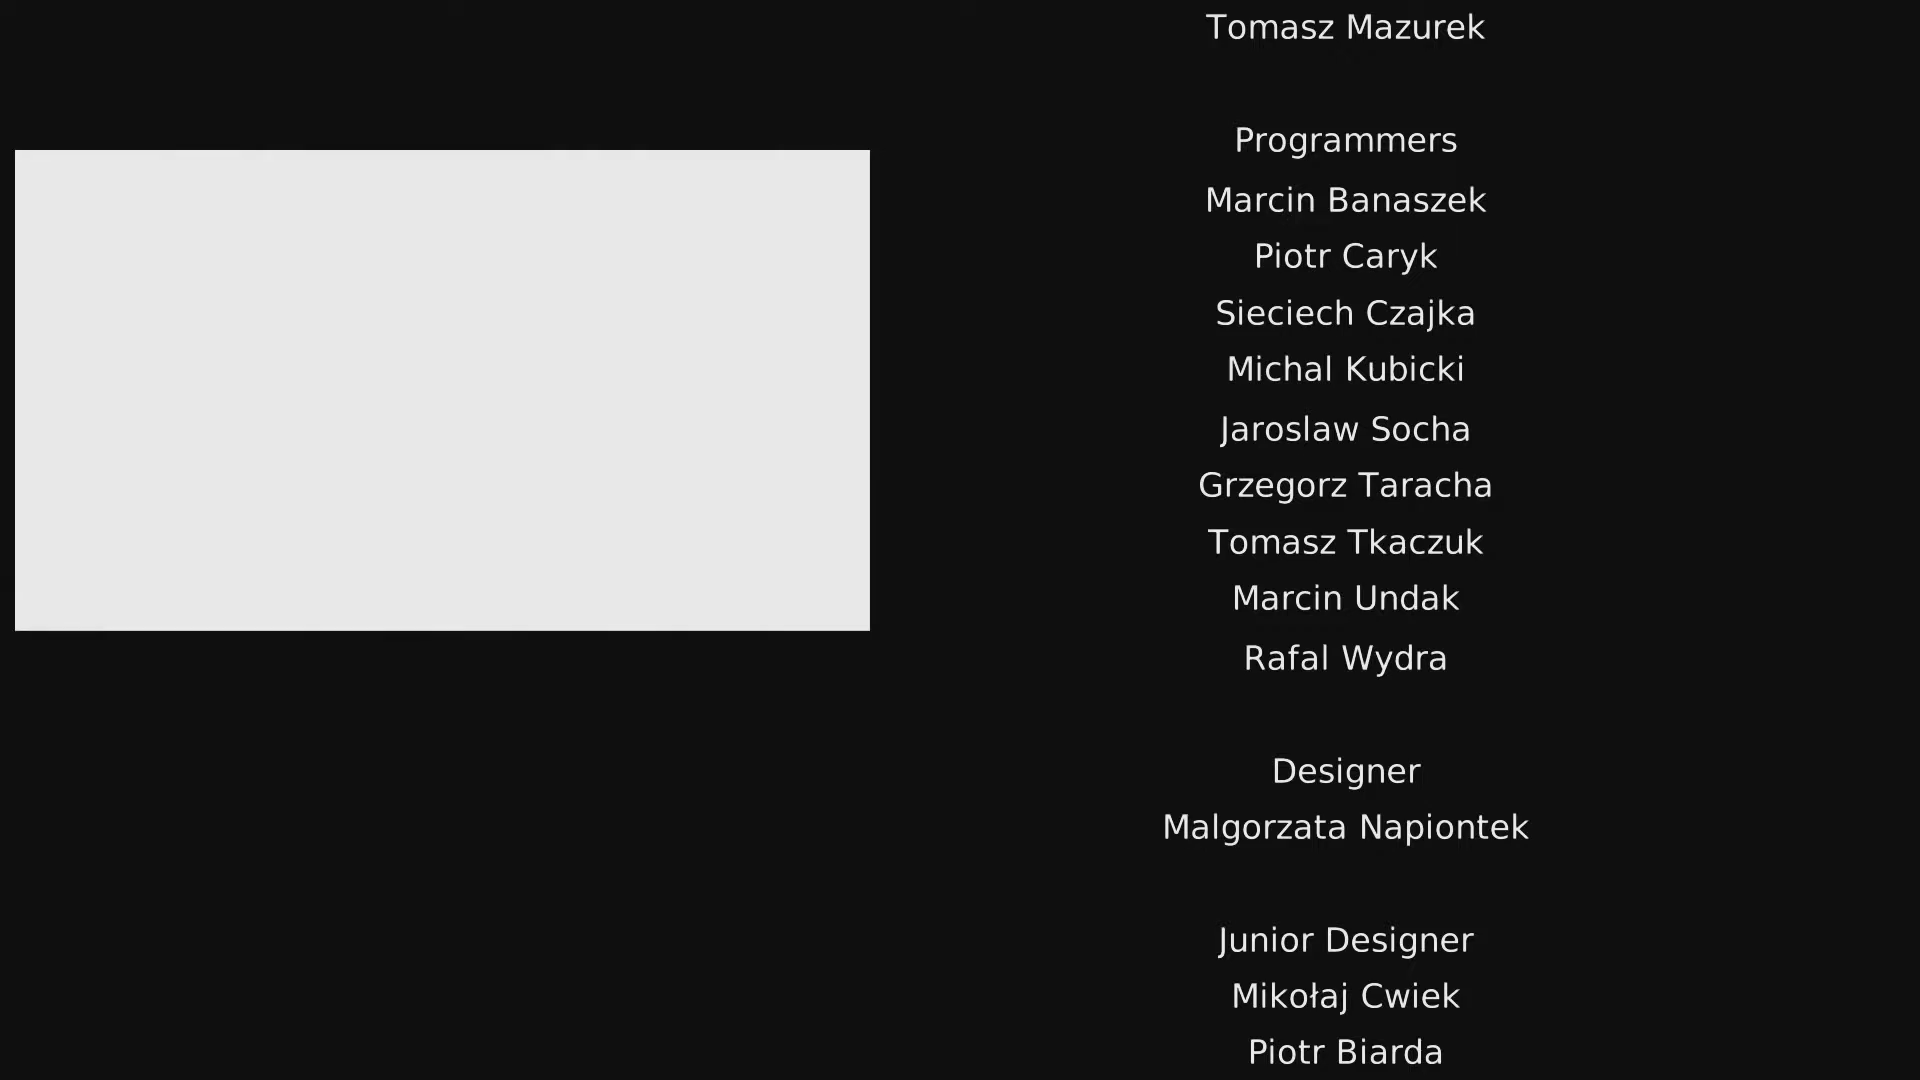 Tomasz Mazurek
Programmers
Marcin Banaszek
Piotr Caryk
Sieciech Czajka
Michal Kubicki
Jaroslaw Socha
Grzegorz Taracha
Tomasz Tkaczuk
Marcin Undak
Rafal Wydra
Designer
Malgorzata Napiontek
Junior Designer
Mikołaj Cwiek
Piotr Biarda